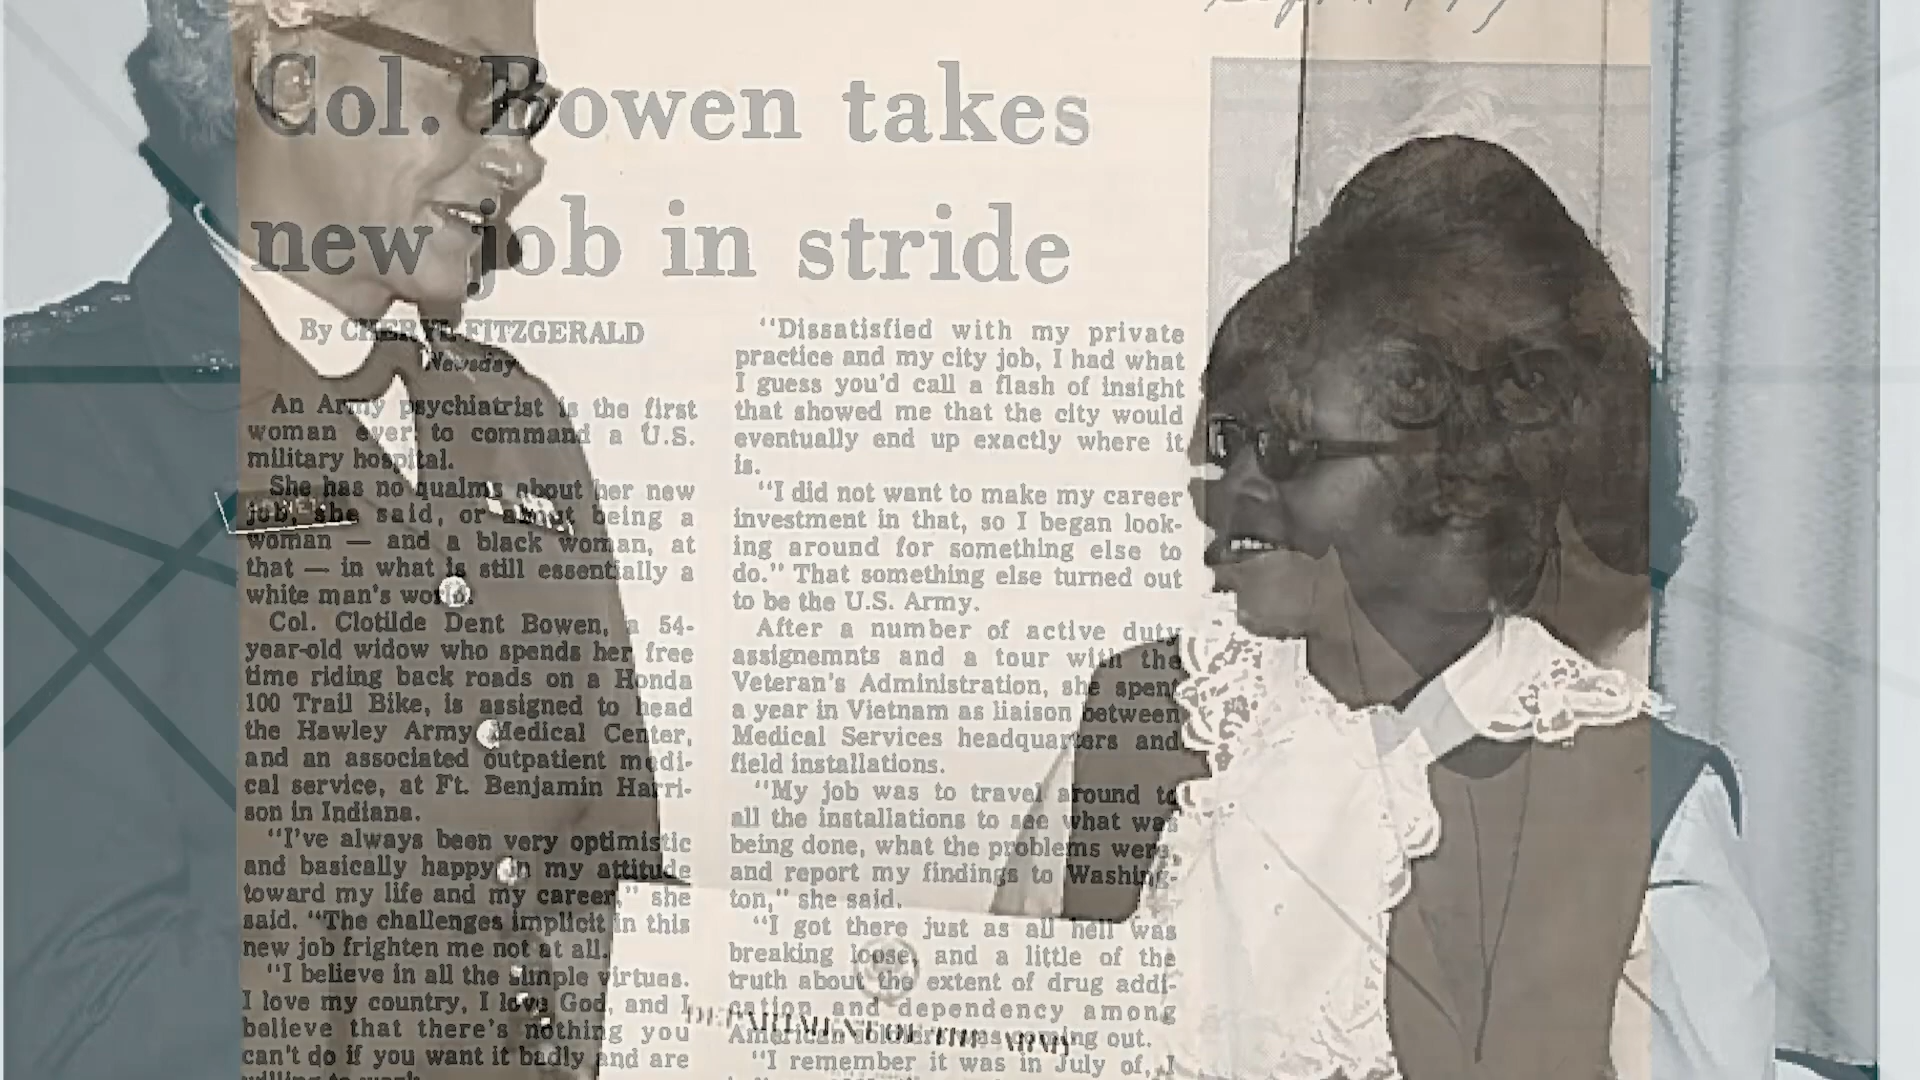 Col. Bowen takes
new job in stride
By CHERYL FITZGERALD
Newsday
An Army psychiatrist is the first
woman ever to command a U.S.
military hospital.
She has no qualms about her new
job, she said, or about being a
woman — and a black woman, at
that — in what is still essentially a
white man's world.
Col. Clotilde Dent Bowen, a 54-
year-old widow who spends her free
time riding back roads on a Honda
100 Trail Bike, is assigned to head
the Hawley Army Medical Center,
and an associated outpatient medi-
cal service, at Ft. Benjamin Harri-
son in Indiana.
"I've always been very optimistic
and basically happy in my attitude
toward my life and my career," she
said. "The challenges implicit in this
new job frighten me not at all.
"I believe in all the simple virtues.
I love my country, I love God, and I
believe that there's nothing you
can't do if you want it badly and are
willing to work
"Dissatisfied with my private
practice and my city job, I had what
I guess you'd call a flash of insight
that showed me that the city would
eventually end up exactly where it
is.
"I did not want to make my career
investment in that, so I began look-
ing around for something else to
do." That something else turned out
to be the U.S. Army.
After a number of active duty
assignemnts and a tour with the
Veteran's Administration, she spent
a year in Vietnam as liaison between
Medical Services headquarters and
field installations.
"My job was to travel around to
all the installations to see what was
being done, what the problems were,
and report my findings to Washing-
ton," she said.
"I got there just as all hell was
breaking loose, and a little of the
truth about the extent of drug addi-
cation and dependency among
American soldiers was coming out.
"I remember it was in July of, I
DEPARTMENT OF THE ARMY